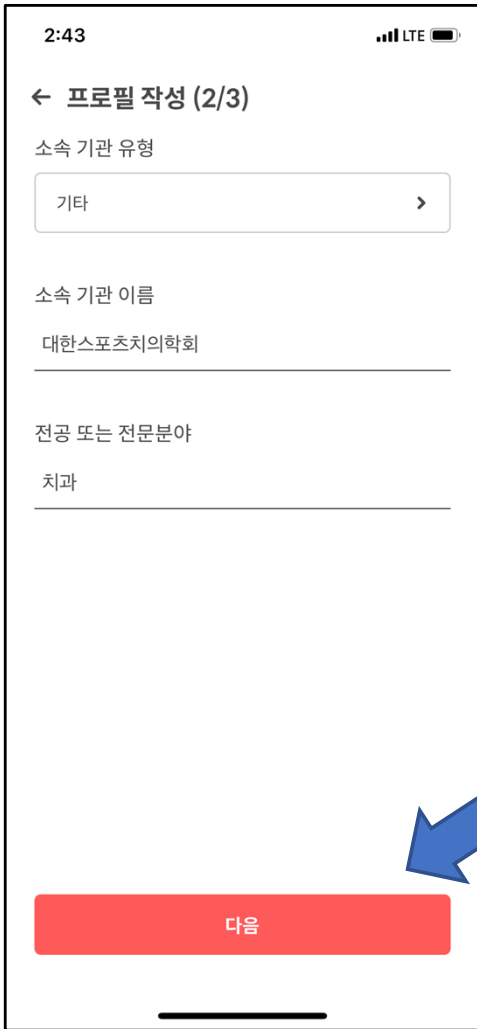 2:43
LTE
← 프로필 작성 (2/3)
소속 기관 유형
기타
소속 기관 이름
대한스포츠치의학회
전공 또는 전문분야
치과
다음